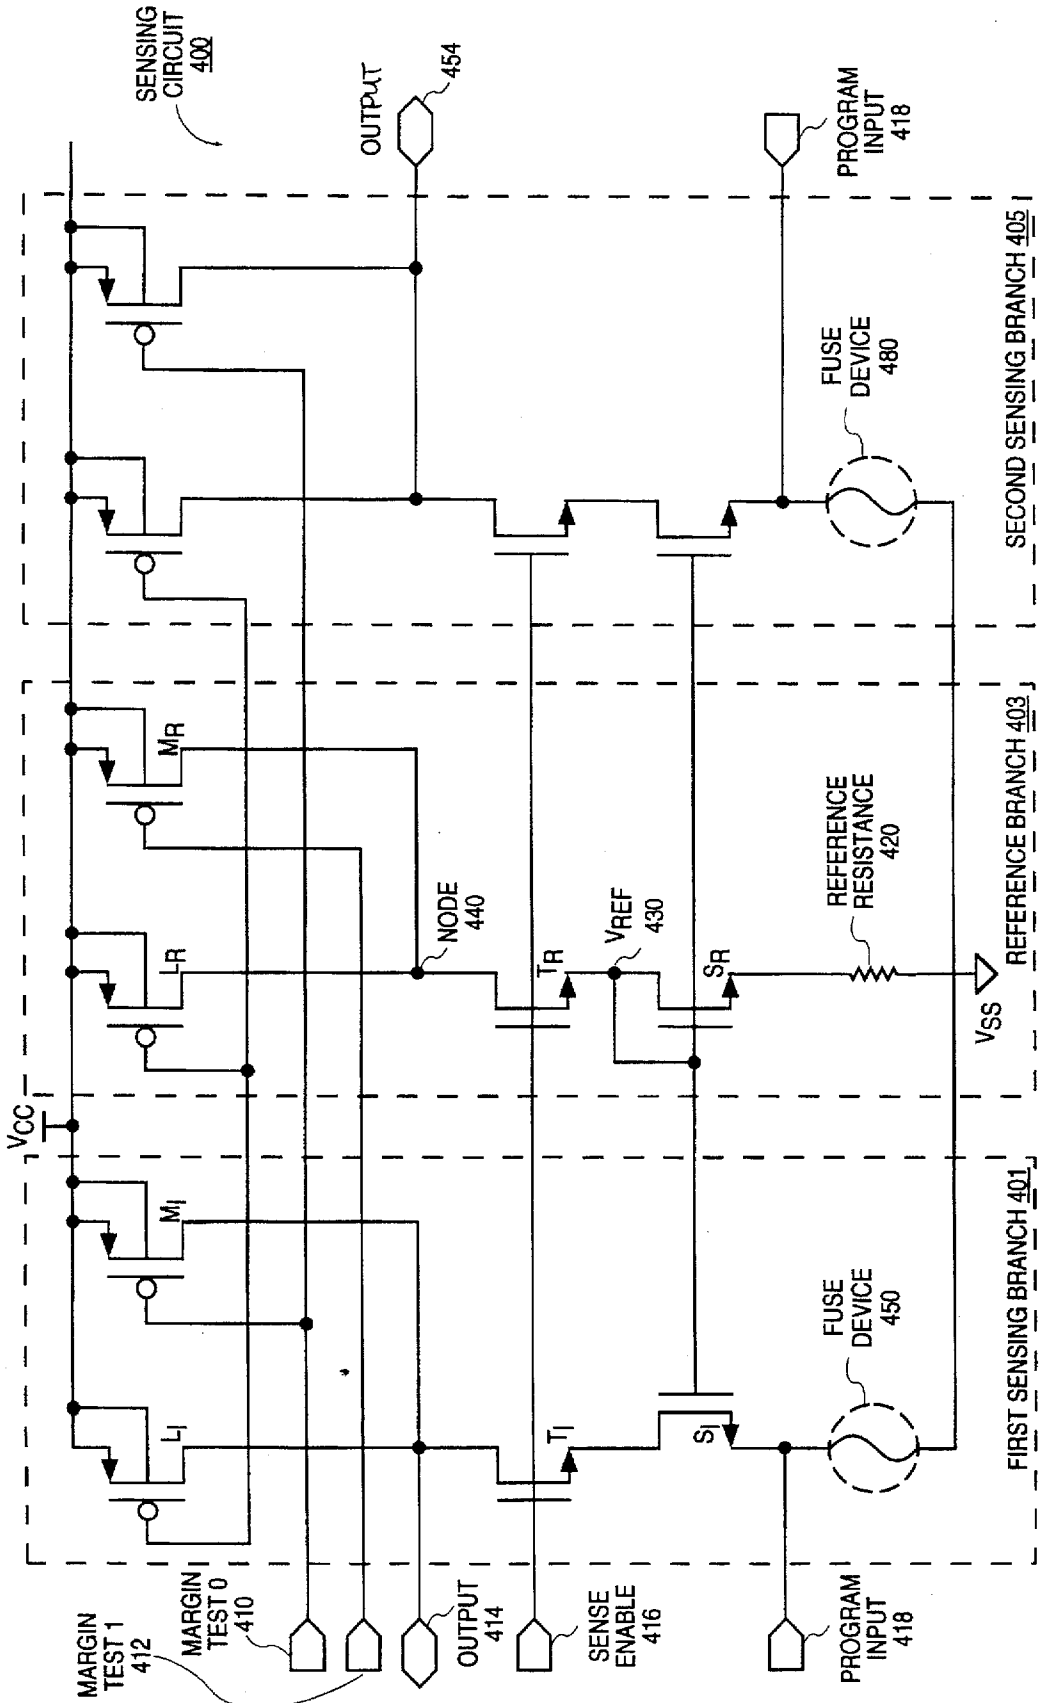 SENSING
CIRCUIT
400
OUTPUT
454
PROGRAM
INPUT
418
FUSE
DEVICE
480
SECOND SENSING BRANCH 405
MR
LR
NODE
440
TR
VREF
430
SR
REFERENCE
RESISTANCE
420
VSS
REFERENCE BRANCH 403
VCC
MI
LI
TI
SI
FUSE
DEVICE
450
FIRST SENSING BRANCH 401
MARGIN
TEST 1
412
MARGIN
TEST 0
410
OUTPUT
414
SENSE
ENABLE
416
PROGRAM
INPUT
418